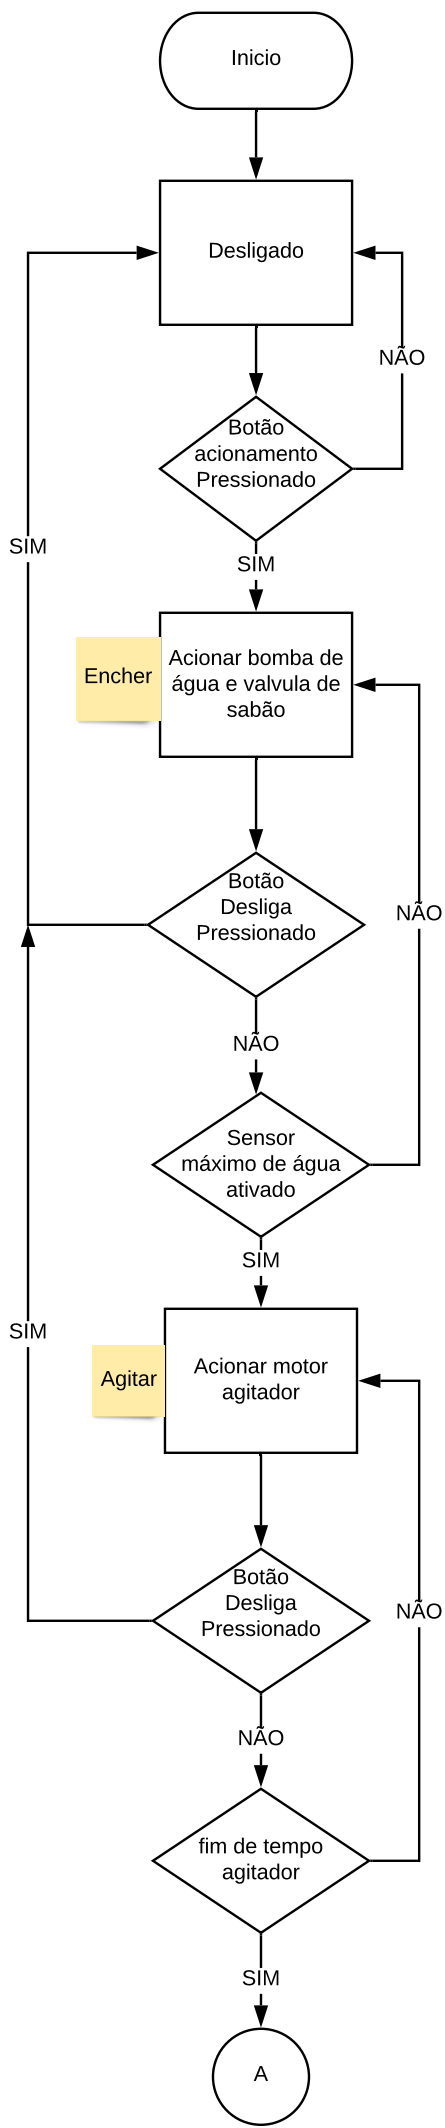 Inicio
Desligado
NÃO
Botão
acionamento
Pressionado
SIM
SIM
Encher
Acionar bomba de
água e valvula de
sabão
Botão
Desliga
Pressionado
NÃO
NÃO
Sensor
máximo de água
ativado
SIM
SIM
Agitar
Acionar motor
agitador
Botão
Desliga
Pressionado
NÃO
NÃO
fim de tempo
agitador
SIM
A